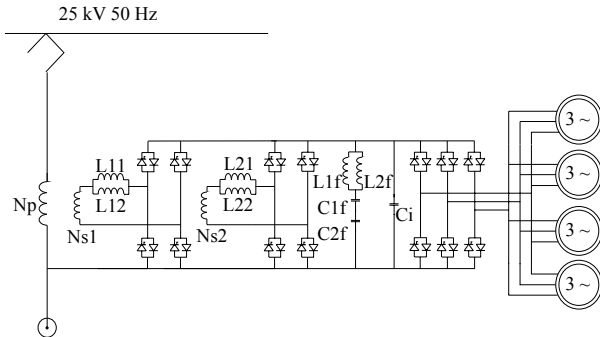 25 kV 50 Hz
L11
L12
Np
Ns1
L21
L22
Ns2
L1f
L2f
C1f
C2f
Ci
3 ~
3 ~
3 ~
3 ~